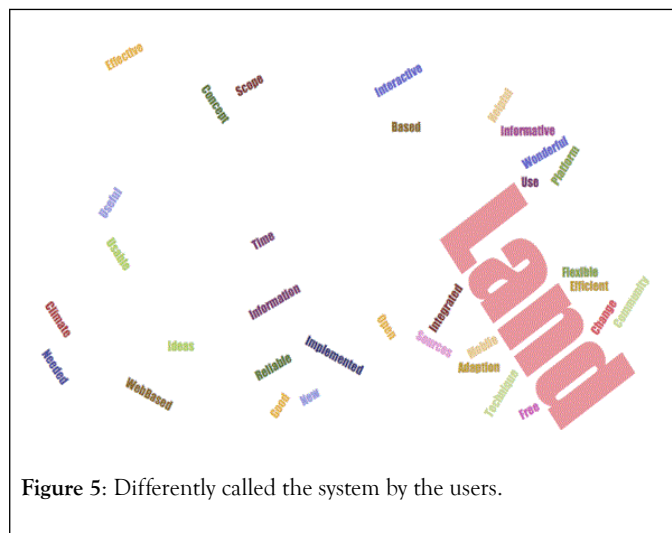 Effective
Concept
Scope
Interactive
Based
Helpful
Informative
Wonderful
Platform
Use
Useful
Usable
Time
Information
Land
Flexible
Efficient
Change
Community
Integrated
Sources
Mobile
Adaption
Technique
Free
Open
Climate
Needed
Ideas
WebBased
Reliable
Implemented
Good
New
Figure 5: Differently called the system by the users.